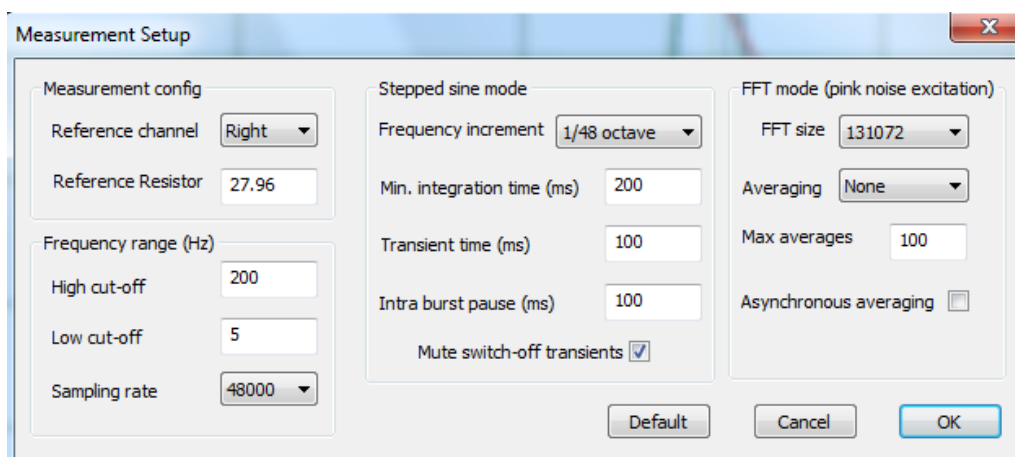 Measurement Setup
Measurement config
Reference channel Right
Reference Resistor 27.96
Frequency range (Hz)
High cut-off 200
Low cut-off 5
Sampling rate 48000
Stepped sine mode
Frequency increment 1/48 octave
Min. integration time (ms) 200
Transient time (ms) 100
Intra burst pause (ms) 100
Mute switch-off transients
FFT mode (pink noise excitation)
FFT size 131072
Averaging None
Max averages 100
Asynchronous averaging
Default Cancel OK